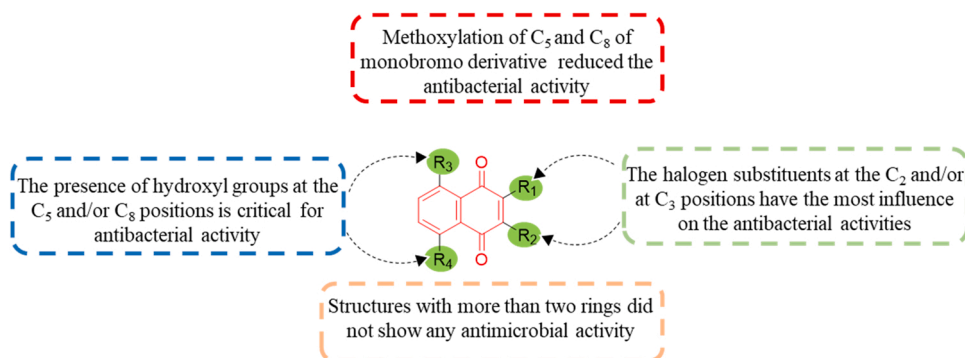 Methoxylation of C₅ and C₈ of
monobromo derivative reduced the
antibacterial activity
The presence of hydroxyl groups at the
C₅ and/or C₈ positions is critical for
antibacterial activity
R₃
O
R₁
R₂
R₄
O
The halogen substituents at the C₂ and/or
at C₃ positions have the most influence
on the antibacterial activities
Structures with more than two rings did
not show any antimicrobial activity